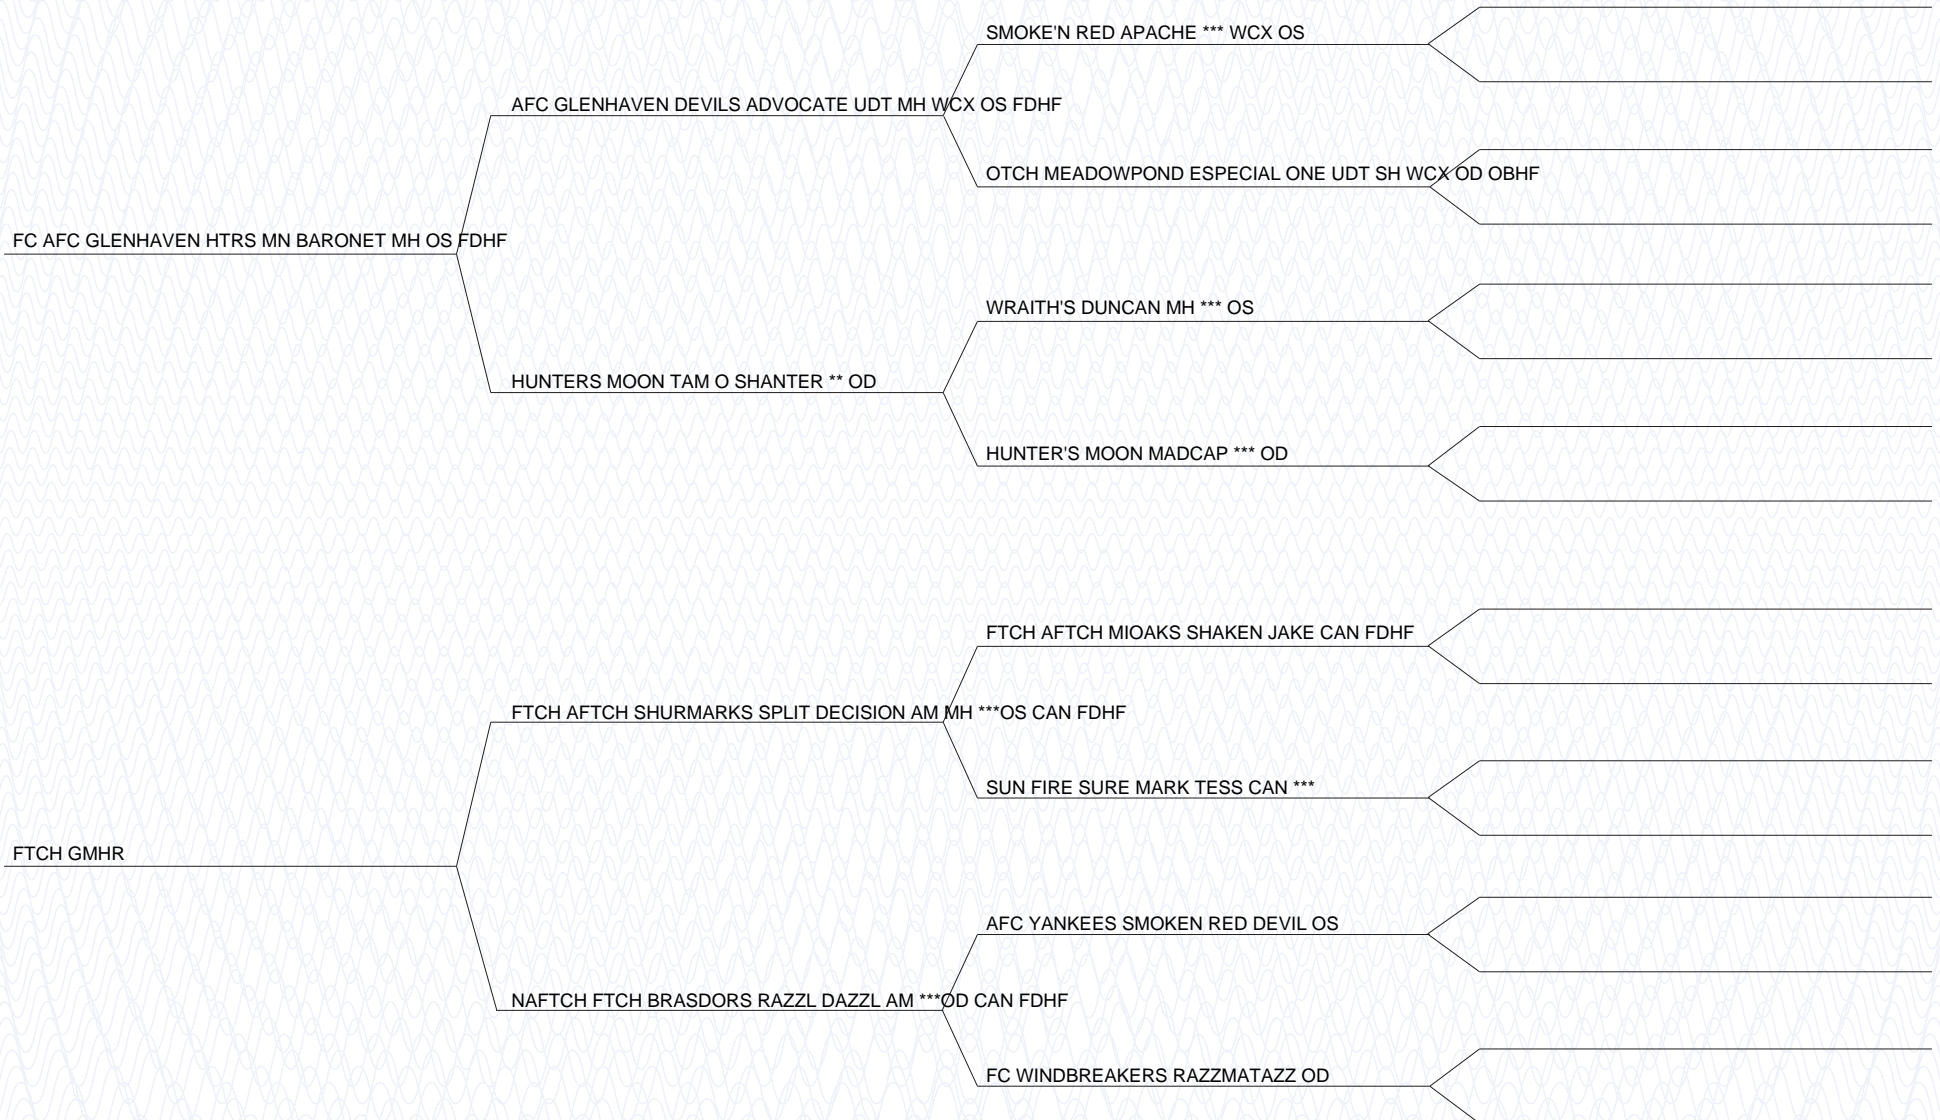 SMOKE'N RED APACHE *** WCX OS
AFC GLENHAVEN DEVILS ADVOCATE UDT MH WCX OS FDHF
OTCH MEADOWPOND ESPECIAL ONE UDT SH WCX OD OBHF
FC AFC GLENHAVEN HTRS MN BARONET MH OS FDHF
WRAITH'S DUNCAN MH *** OS
HUNTERS MOON TAM O SHANTER ** OD
HUNTER'S MOON MADCAP *** OD
FTCH AFTCH MIOAKS SHAKEN JAKE CAN FDHF
FTCH AFTCH SHURMARKS SPLIT DECISION AM MH ***OS CAN FDHF
SUN FIRE SURE MARK TESS CAN ***
FTCH GMHR
AFC YANKEES SMOKEN RED DEVIL OS
NAFTCH FTCH BRASDORS RAZZL DAZZL AM ***OD CAN FDHF
FC WINDBREAKERS RAZZMATAZZ OD